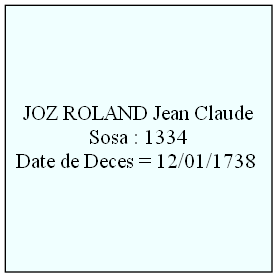 JOZ ROLAND Jean Claude
Sosa : 1334
Date de Deces = 12/01/1738